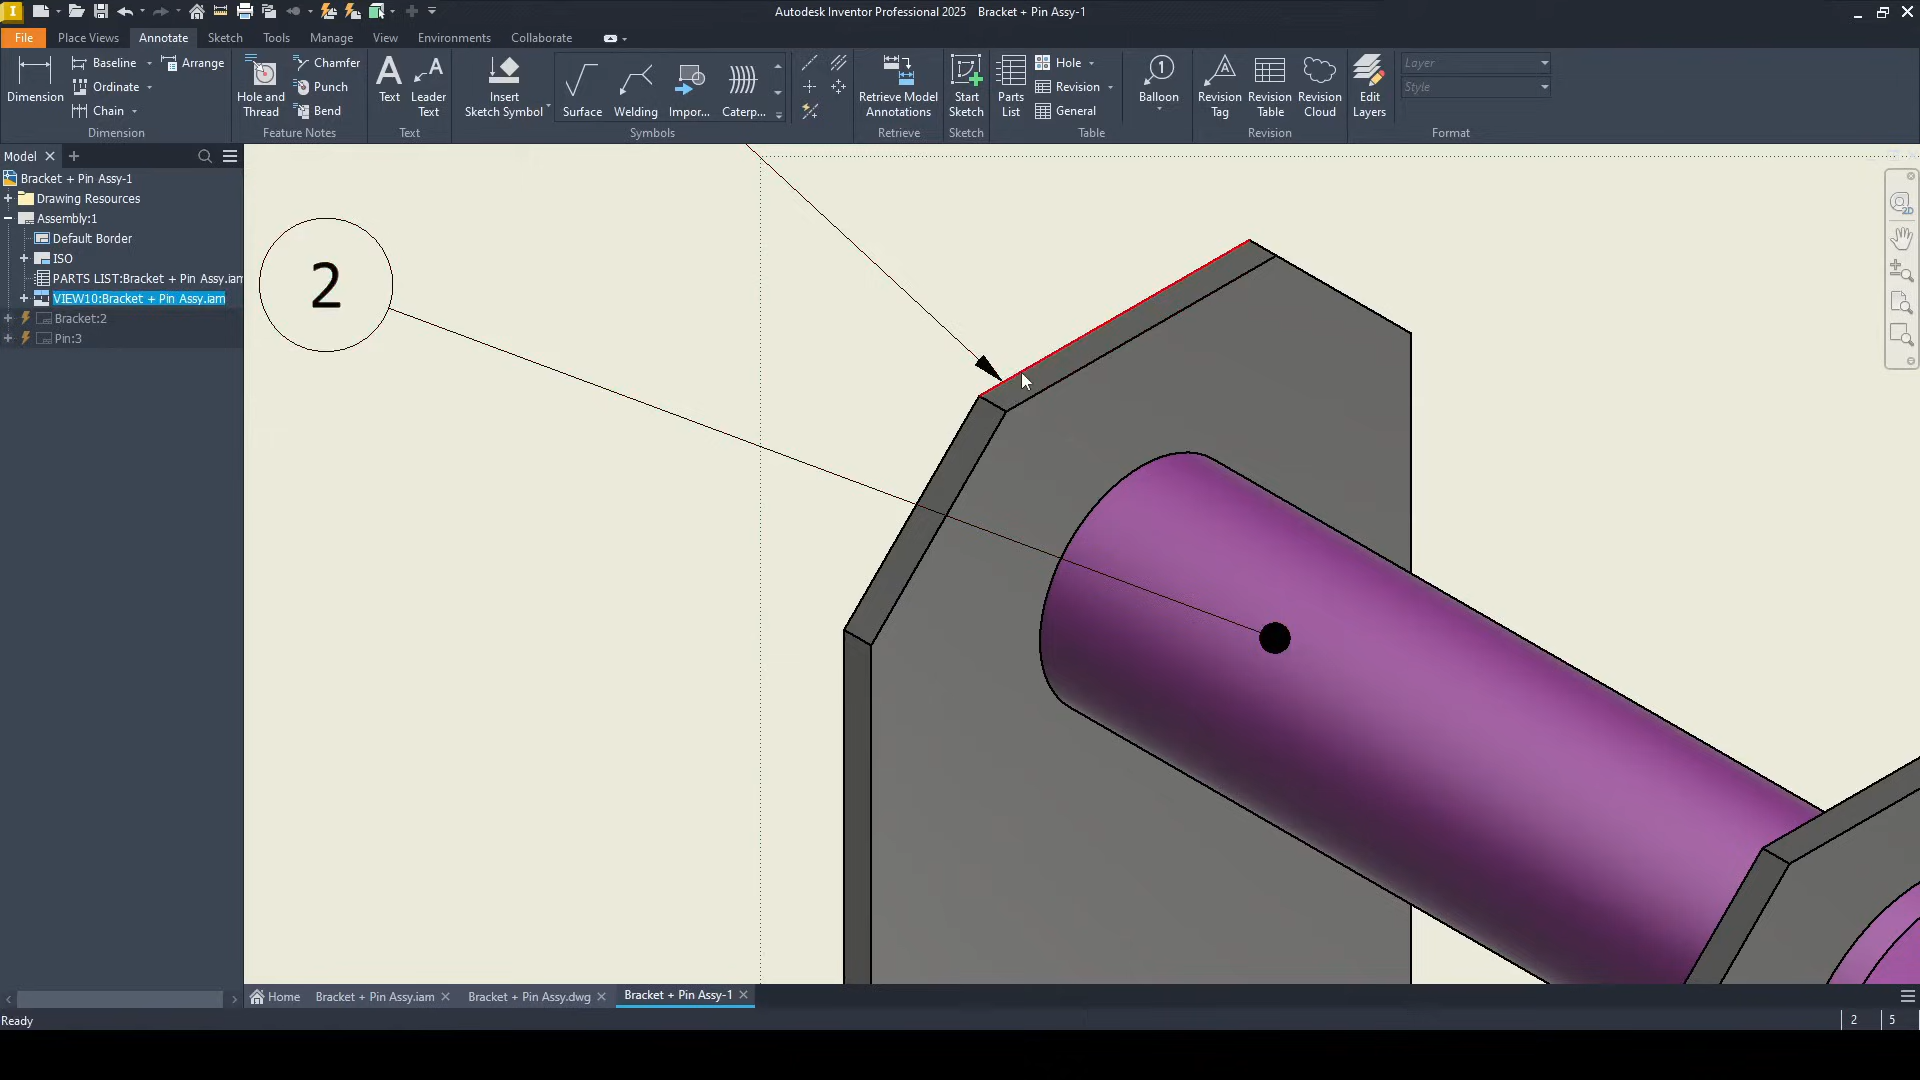 I Autodesk Inventor Professional 2025 Bracket + Pin Assy-1
File Place Views Annotate Sketch Tools Manage View Environments Collaborate
Dimension
Baseline
Ordinate
Chain
Arrange
Dimension
Hole and Thread
Chamfer
Punch
Bend
Feature Notes
A Text
A Leader Text
Text
Insert Sketch Symbol
Surface
Welding
Impor...
Caterp...
Symbols
Retrieve Model Annotations
Retrieve
Start Sketch
Sketch
Parts List
Hole
Revision
General
Table
1
Balloon
Revision Tag
Revision Table
Revision Cloud
Revision
Edit Layers
Layer
Style
Format
Model
Bracket + Pin Assy-1
Drawing Resources
Assembly:1
Default Border
ISO
PARTS LIST:Bracket + Pin Assy.iam
VIEW10:Bracket + Pin Assy.iam
Bracket:2
Pin:3
2
2D
Home Bracket + Pin Assy.iam Bracket + Pin Assy.dwg Bracket + Pin Assy-1
Ready 2 5